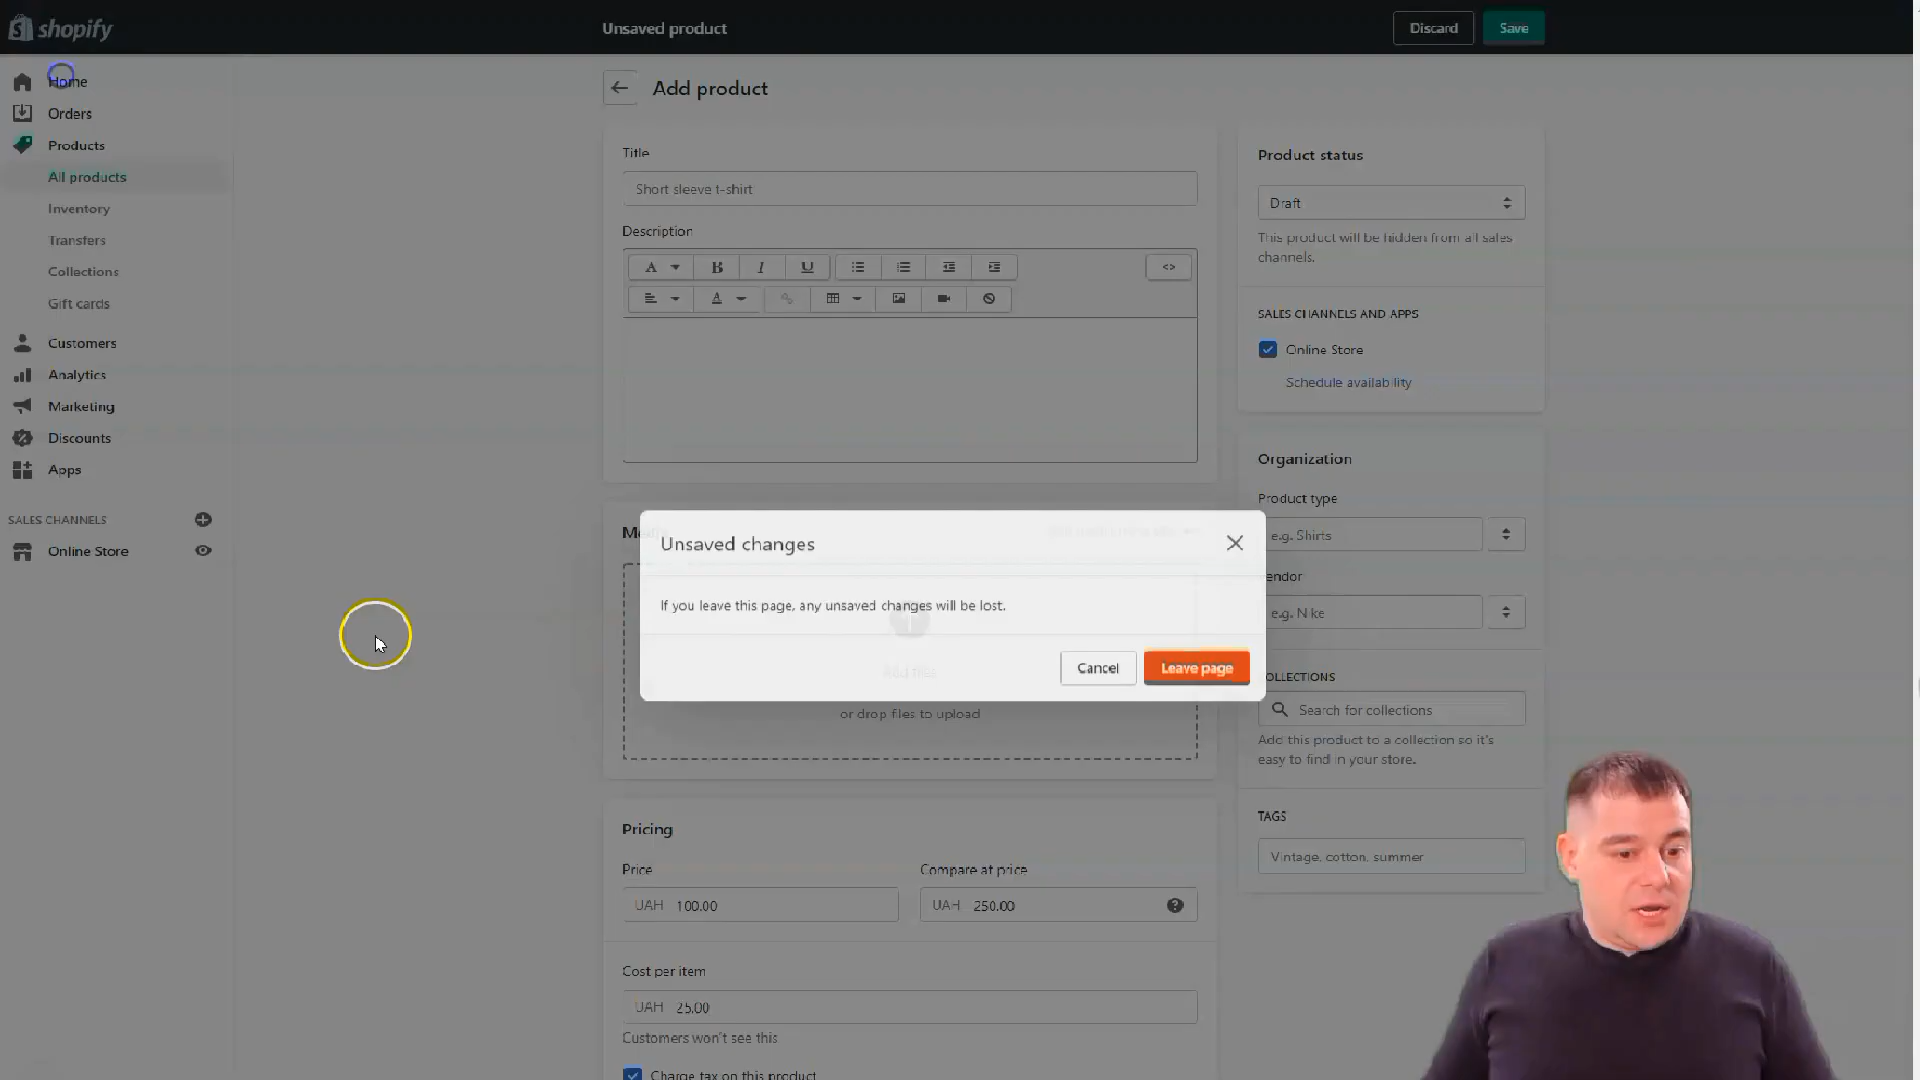 shopify
Unsaved product
Discard
Save
Home
Orders
Products
All products
Inventory
Transfers
Collections
Gift cards
Customers
Analytics
Marketing
Discounts
Apps
SALES CHANNELS
Online Store
Add product
Title
Short sleeve t-shirt
Description
A
B
I
U
<>
A
Unsaved changes
If you leave this page, any unsaved changes will be lost.
Cancel
Leave page
Add files
or drop files to upload
Pricing
Price
Compare at price
UAH 100.00
UAH 250.00
Cost per item
UAH 25.00
Customers won't see this
Charge tax on this product
Product status
Draft
This product will be hidden from all sales
channels.
SALES CHANNELS AND APPS
Online Store
Schedule availability
Organization
Product type
e.g. Shirts
endor
e.g. Nike
OLLECTIONS
Search for collections
Add this product to a collection so it's
easy to find in your store.
TAGS
Vintage, cotton, summer